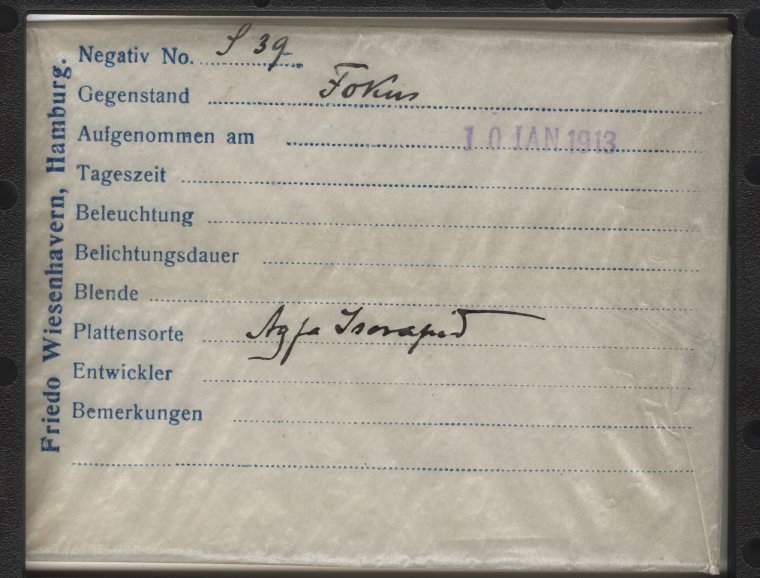 Friedo Wiesenhavern, Hamburg.
Negativ No. S 39
Gegenstand Fokus
Aufgenommen am 10 JAN 1913
Tageszeit
Beleuchtung
Belichtungsdauer
Blende
Plattensorte Agfa Isorapid
Entwickler
Bemerkungen